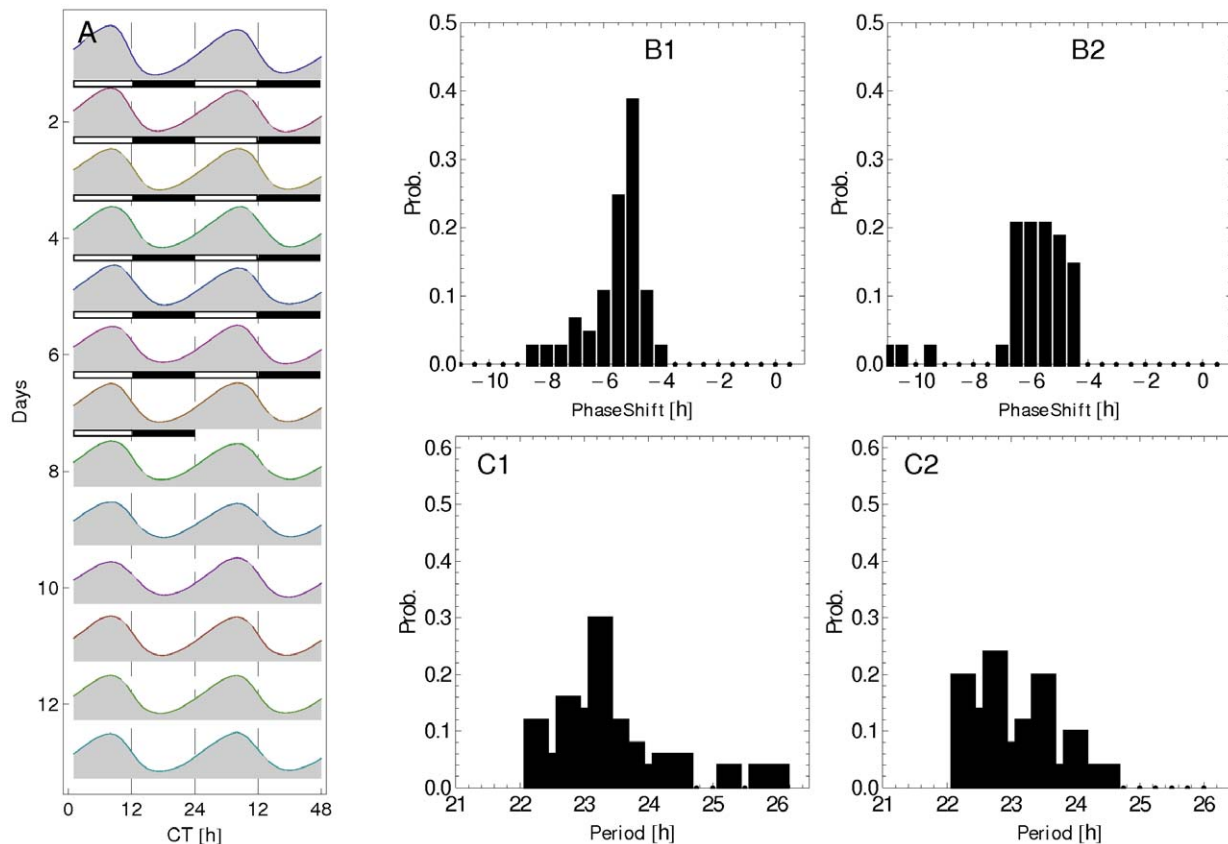 A
2
4
6
8
10
12
Days
0 12 24 12 48
CT [h]
B1
0.5
0.4
0.3
0.2
0.1
0.0
Prob.
−10 −8 −6 −4 −2 0
PhaseShift [h]
B2
0.5
0.4
0.3
0.2
0.1
0.0
Prob.
−10 −8 −6 −4 −2 0
PhaseShift [h]
C1
0.6
0.5
0.4
0.3
0.2
0.1
0.0
Prob.
21 22 23 24 25 26
Period [h]
C2
0.6
0.5
0.4
0.3
0.2
0.1
0.0
Prob.
21 22 23 24 25 26
Period [h]